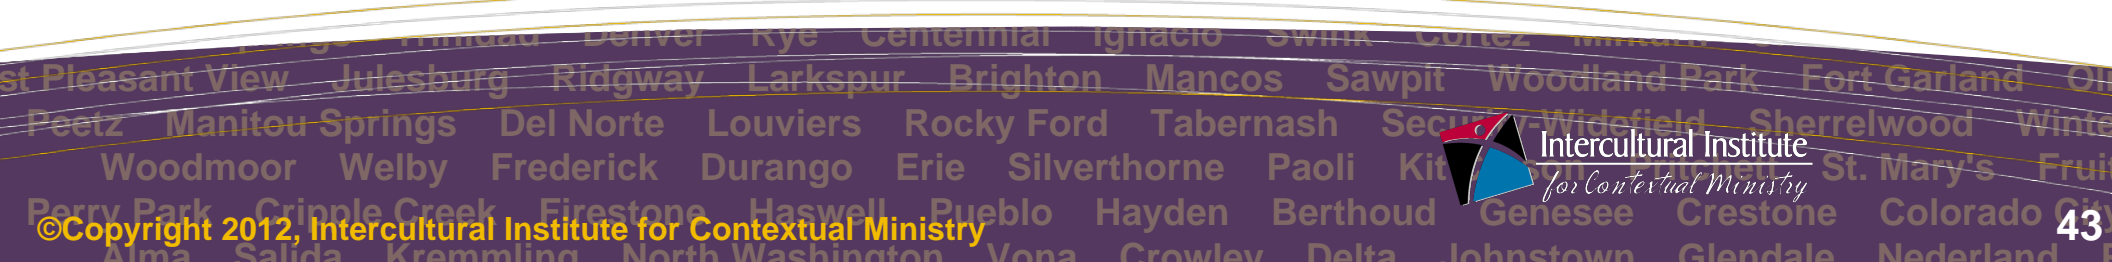 Trinidad Denver Rye Centennial Ignacio Swink Cortez
Pleasant View Julesburg Ridgway Larkspur Brighton Mancos Sawpit Woodland Park Fort Garland
Peetz Manitou Springs Del Norte Louviers Rocky Ford Tabernash Security-Widefield Sherrelwood
Intercultural Institute
for Contextual Ministry
Woodmoor Welby Frederick Durango Erie Silverthorne Paoli Kit Carson Pritchett St. Mary's
Perry Park Cripple Creek Firestone Haswell Pueblo Hayden Berthoud Genesee Crestone Colorado City
©Copyright 2012, Intercultural Institute for Contextual Ministry
43
Alma Salida Kremmling North Washington Vona Crowley Delta Johnstown Glendale Nederland